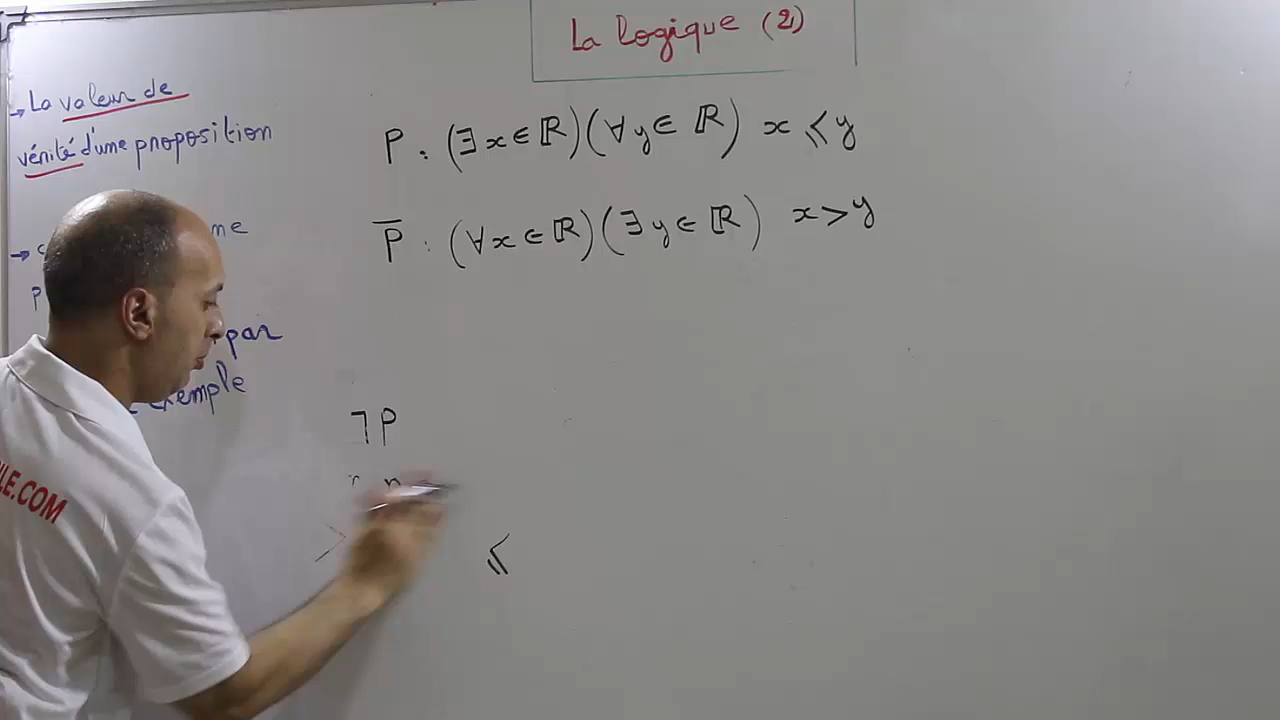 La logique (2)
→ La valeur de
vérité d'une proposition
→
par
exemple
P : (∃x∈ℝ)(∀y∈ℝ) x ⩽ y
P̅ : (∀x∈ℝ)(∃y∈ℝ) x > y
¬P
> ⩽
LE.COM